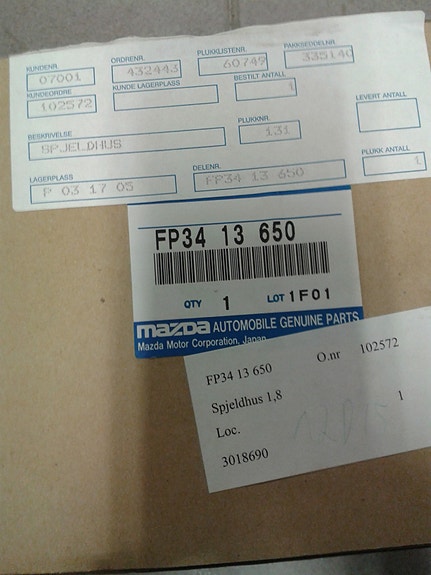 KUNDENR. ORDRENR. PLUKKLISTENR. PAKKSEDDELNR
07001 432443 60749 335140
KUNDEORDRE KUNDE LAGERPLASS BESTILT ANTALL LEVERT ANTALL
102572 1
BESKRIVELSE PLUKKNR.
SPJELDHUS 131
LAGERPLASS DELENR. PLUKK ANTALL
P 03 17 05 FP34 13 650 1
FP34 13 650
QTY 1 LOT 1F01
mazda AUTOMOBILE GENUINE PARTS
Mazda Motor Corporation, Japan
FP34 13 650 O.nr 102572
Spjeldhus 1,8 1
Loc.
3018690